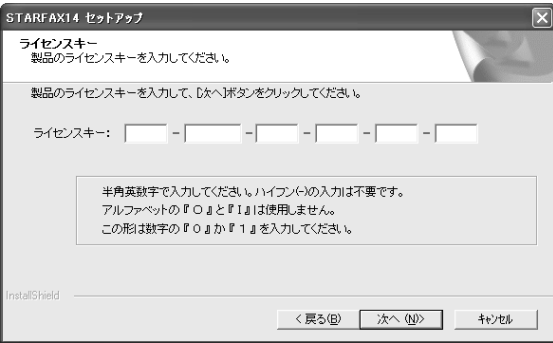 STARFAX14 セットアップ
ライセンスキー
製品のライセンスキーを入力してください。
製品のライセンスキーを入力して、[次へ]ボタンをクリックしてください。
ライセンスキー: - - - - -
半角英数字で入力してください。ハイフン(-)の入力は不要です。
アルファベットの『O』と『I』は使用しません。
この形は数字の『0』か『1』を入力してください。
InstallShield
< 戻る(B) 次へ (N)> キャンセル